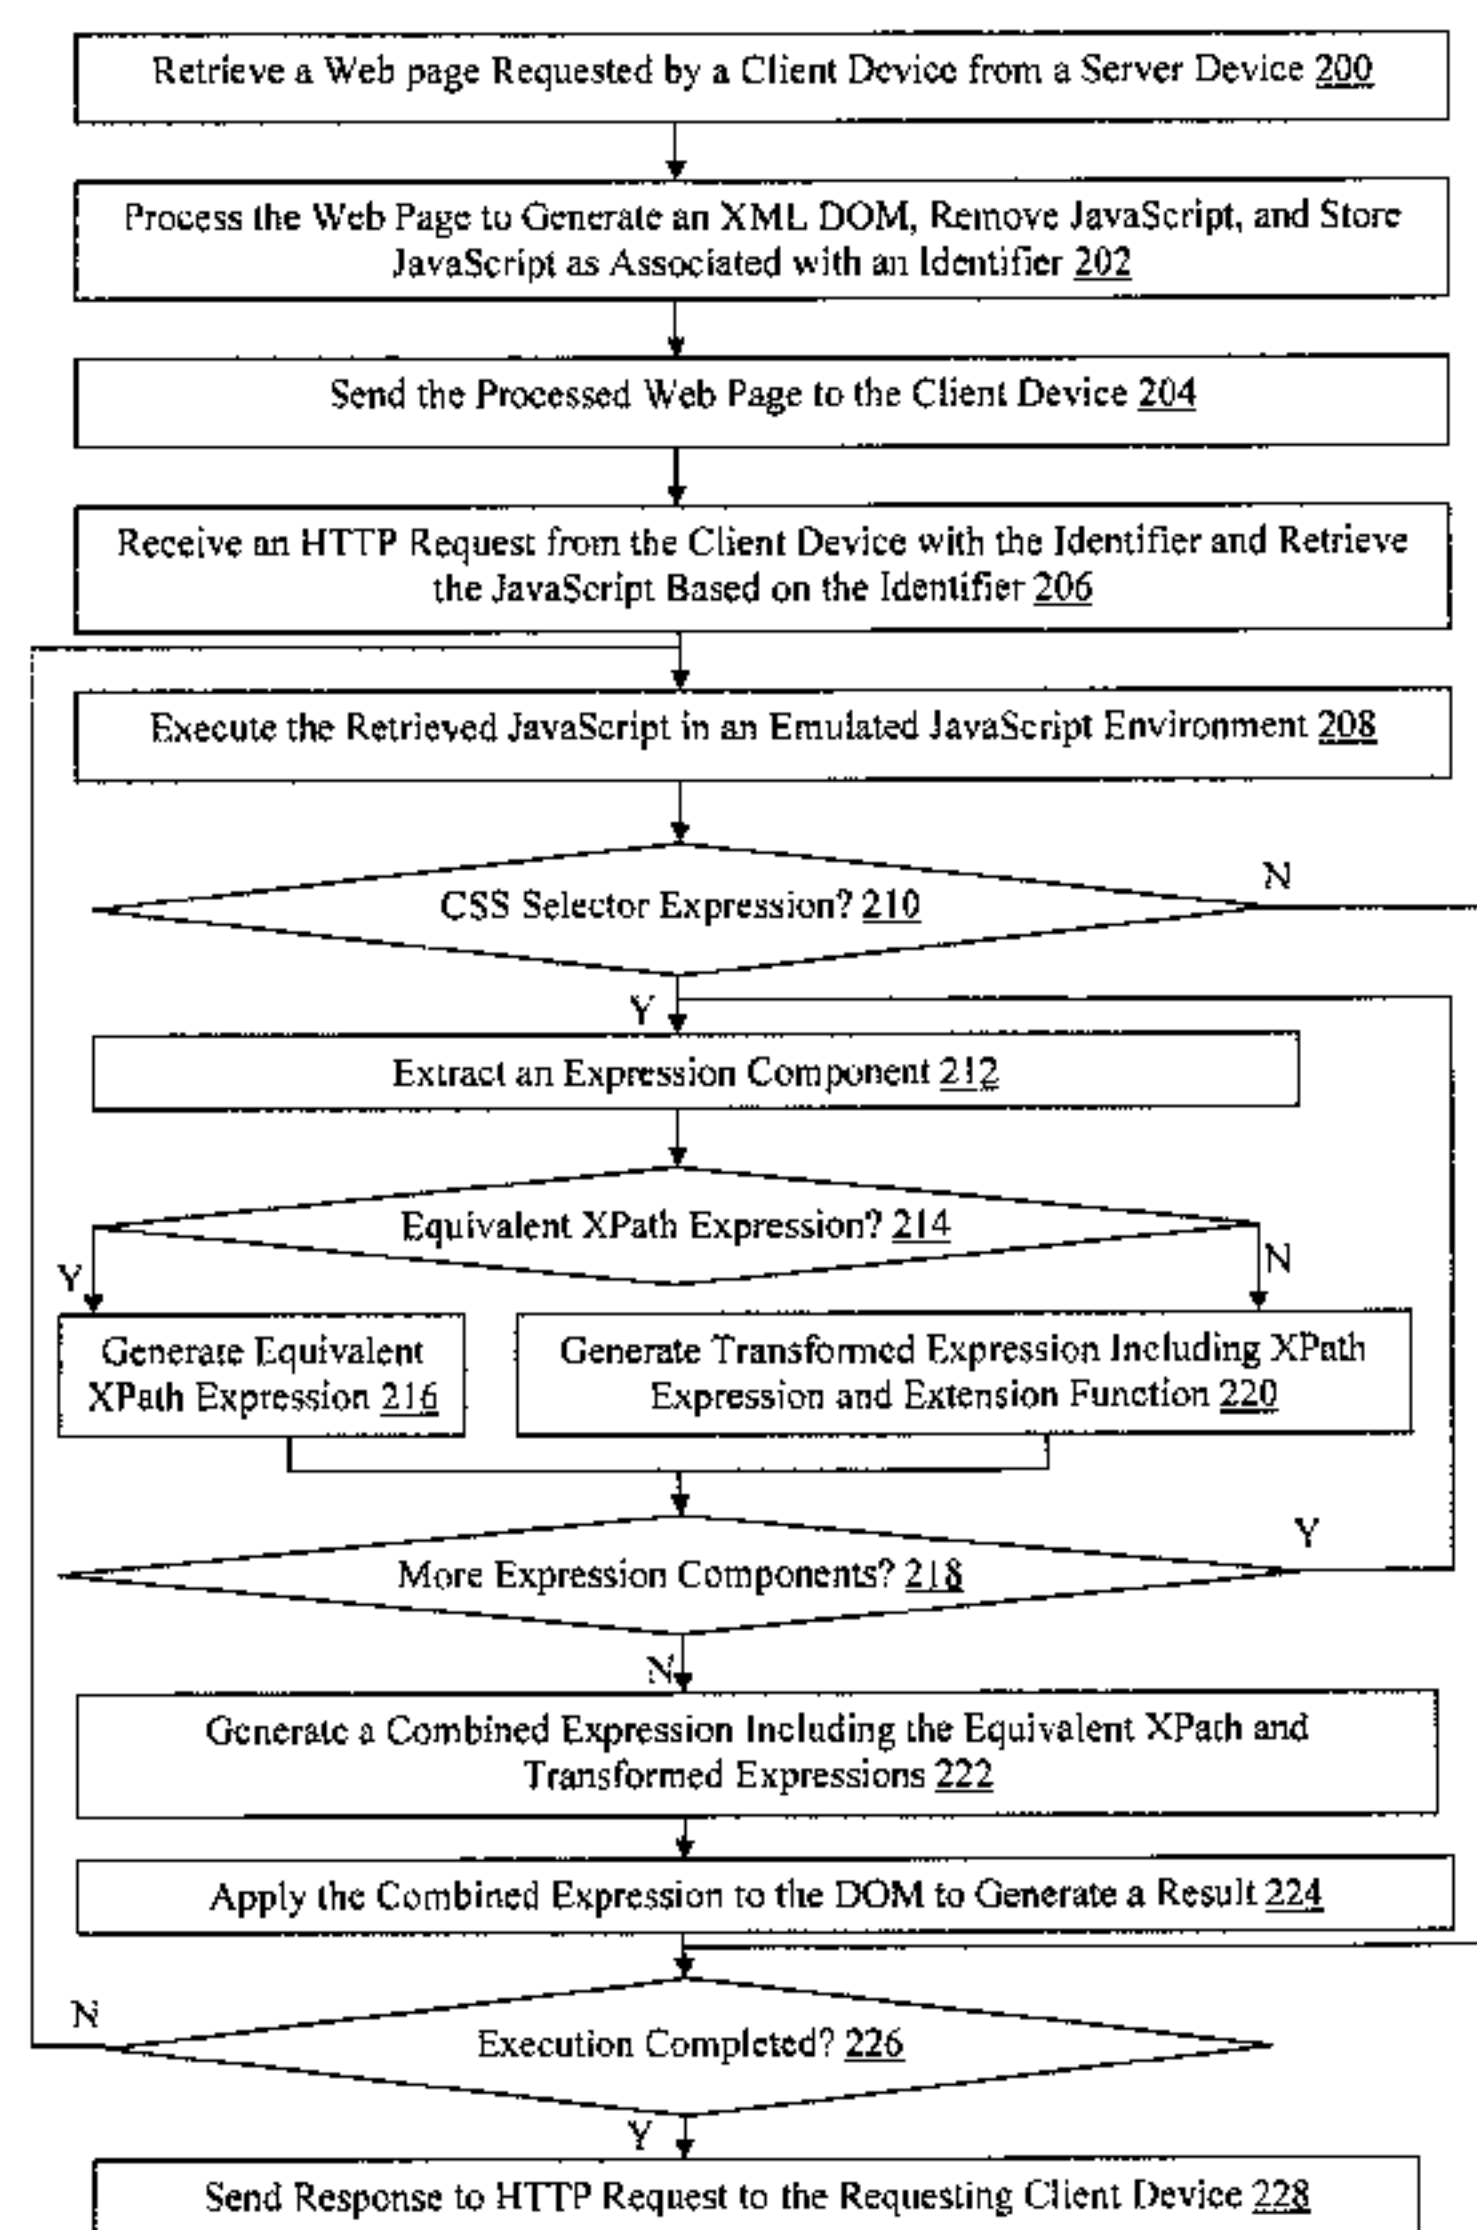 Retrieve a Web page Requested by a Client Device from a Server Device 200
Process the Web Page to Generate an XML DOM, Remove JavaScript, and Store
JavaScript as Associated with an Identifier 202
Send the Processed Web Page to the Client Device 204
Receive an HTTP Request from the Client Device with the Identifier and Retrieve
the JavaScript Based on the Identifier 206
Execute the Retrieved JavaScript in an Emulated JavaScript Environment 208
N
CSS Selector Expression? 210
Y
Extract an Expression Component 212
Equivalent XPath Expression? 214
Y
N
Generate Equivalent
XPath Expression 216
Generate Transformed Expression Including XPath
Expression and Extension Function 220
Y
More Expression Components? 218
N
Generate a Combined Expression Including the Equivalent XPath and
Transformed Expressions 222
Apply the Combined Expression to the DOM to Generate a Result 224
N
Execution Completed? 226
Y
Send Response to HTTP Request to the Requesting Client Device 228